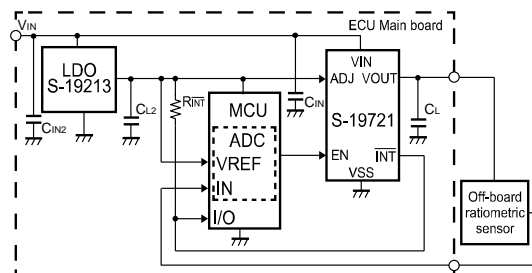 VIN
ECU Main board
LDO
S-19213
CIN2
CL2
RINT
MCU
ADC
VREF
IN
I/O
CIN
VIN
ADJ VOUT
S-19721
EN
INT
VSS
CL
Off-board
ratiometric
sensor